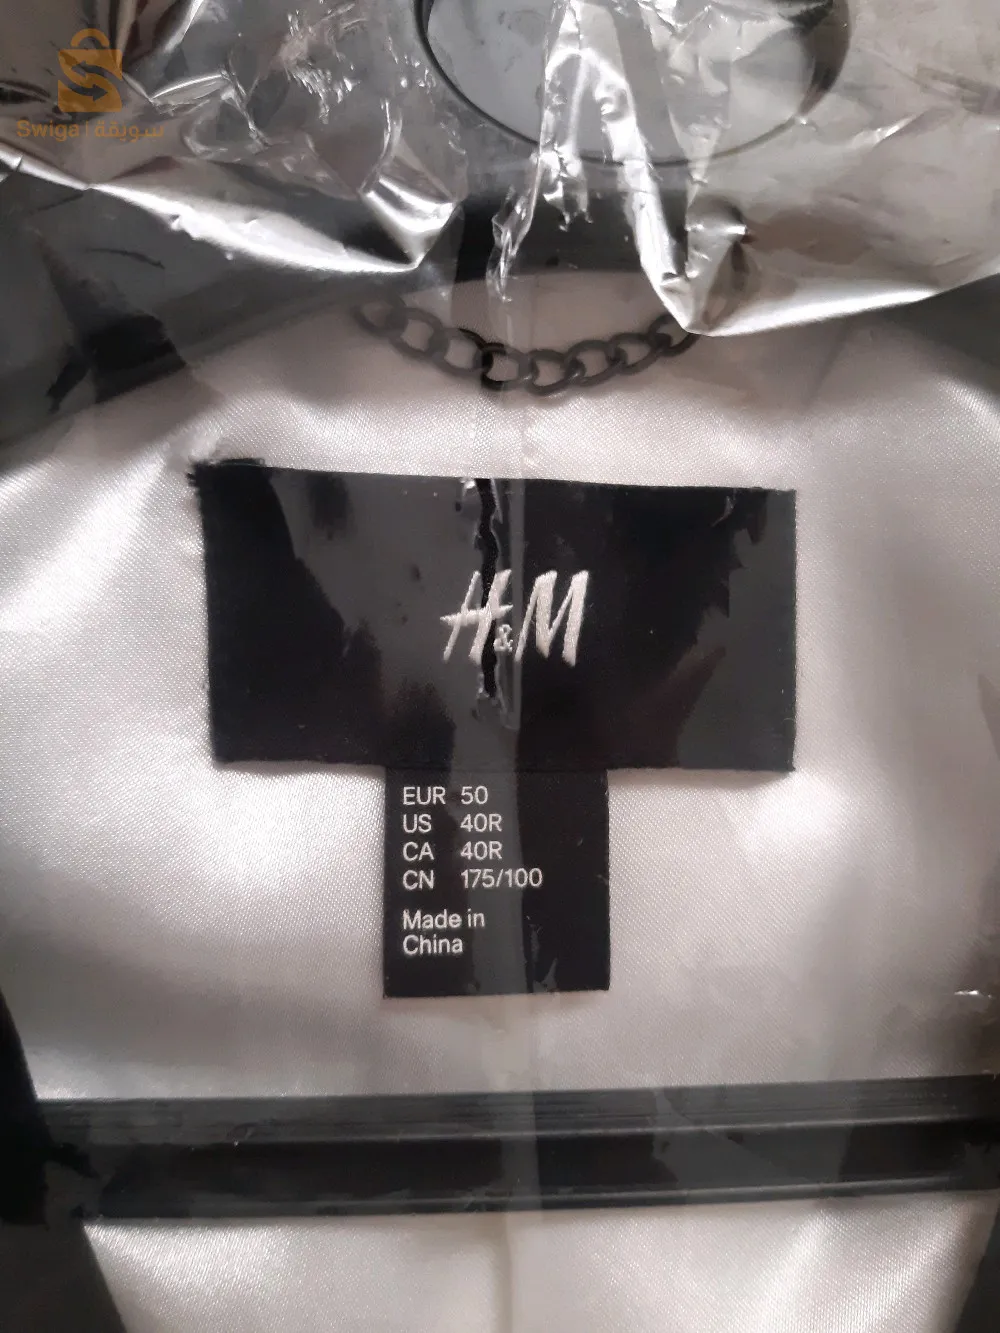 Swiga | سويقة
H&M
EUR 50
US 40R
CA 40R
CN 175/100
Made in
China